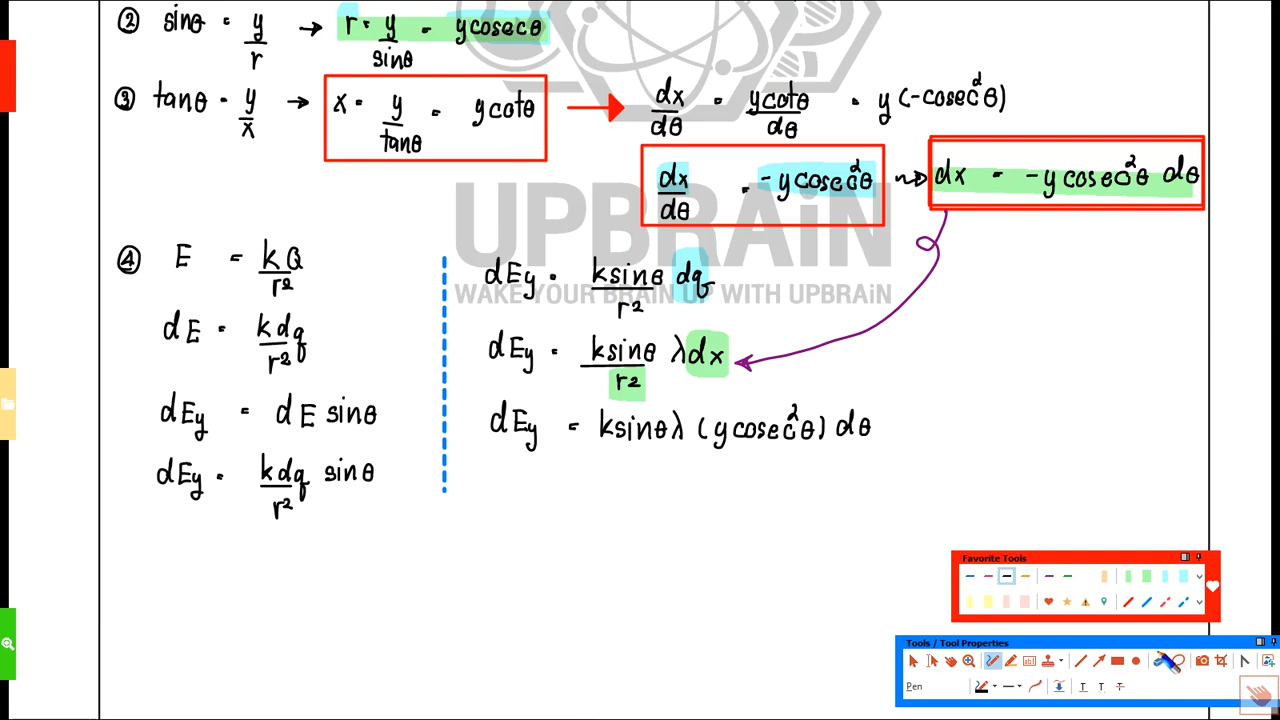 ② sinθ = y/r → r = y/sinθ = ycosecθ
③ tanθ = y/x → x = y/tanθ = ycotθ → dx/dθ = ycotθ/dθ = y(-cosec²θ)
dx/dθ = -ycosec²θ → dx = -ycosec²θ dθ
UPBRAiN
WAKE YOUR BRAIN UP WITH UPBRAiN
④ E = kQ/r²
dE = kdq/r²
dEy = dE sinθ
dEy = kdq/r² sinθ
dEy = ksinθ/r² dq
dEy = ksinθ/r² λdx
dEy = ksinθλ (ycosec²θ) dθ
Favorite Tools
Tools / Tool Properties
Pen